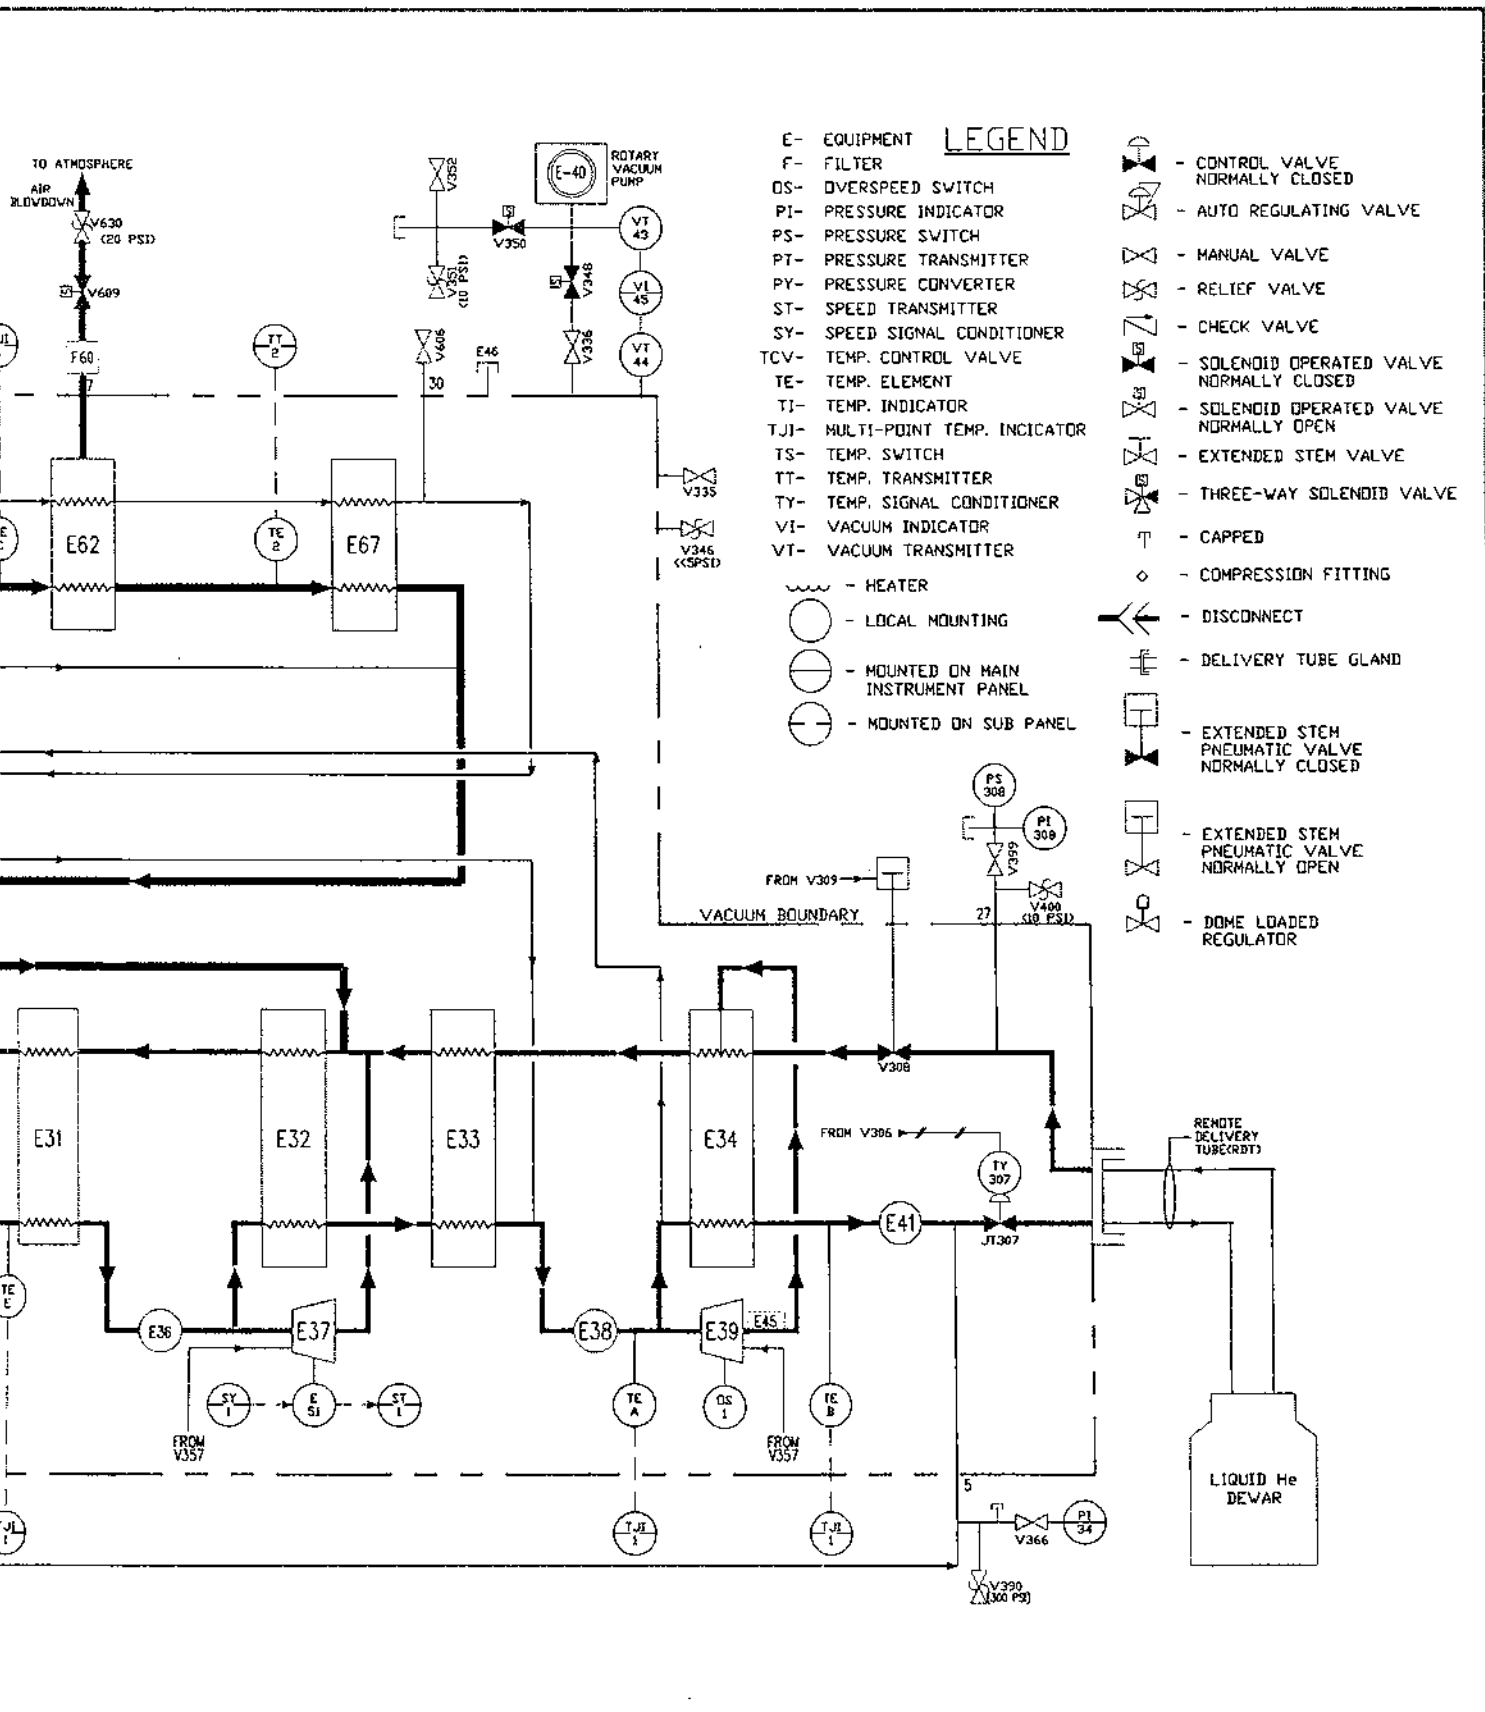 TO ATMOSPHERE
AIR
BLOWDOWN
V630
(20 PSI)
V609
F60
7
TT
2
V352
V350
V351
(10 PSI)
V606
30
E46
E-40
ROTARY
VACUUM
PUMP
VT
43
V348
VI
45
V336
VT
44
V335
V346
(<5PSI)
E62
TE
2
E67
LEGEND
E- EQUIPMENT
F- FILTER
OS- OVERSPEED SWITCH
PI- PRESSURE INDICATOR
PS- PRESSURE SWITCH
PT- PRESSURE TRANSMITTER
PY- PRESSURE CONVERTER
ST- SPEED TRANSMITTER
SY- SPEED SIGNAL CONDITIONER
TCV- TEMP. CONTROL VALVE
TE- TEMP. ELEMENT
TI- TEMP. INDICATOR
TJI- MULTI-POINT TEMP. INCICATOR
TS- TEMP. SWITCH
TT- TEMP. TRANSMITTER
TY- TEMP. SIGNAL CONDITIONER
VI- VACUUM INDICATOR
VT- VACUUM TRANSMITTER
- HEATER
- LOCAL MOUNTING
- MOUNTED ON MAIN
INSTRUMENT PANEL
- MOUNTED ON SUB PANEL
- CONTROL VALVE
NORMALLY CLOSED
- AUTO REGULATING VALVE
- MANUAL VALVE
- RELIEF VALVE
- CHECK VALVE
S
- SOLENOID OPERATED VALVE
NORMALLY CLOSED
S
- SOLENOID OPERATED VALVE
NORMALLY OPEN
- EXTENDED STEM VALVE
S
- THREE-WAY SOLENOID VALVE
- CAPPED
- COMPRESSION FITTING
- DISCONNECT
- DELIVERY TUBE GLAND
- EXTENDED STEM
PNEUMATIC VALVE
NORMALLY CLOSED
- EXTENDED STEM
PNEUMATIC VALVE
NORMALLY OPEN
- DOME LOADED
REGULATOR
PS
308
PI
308
V399
V400
(10 PSI)
27
FROM V309
VACUUM BOUNDARY
V308
E31
E32
E33
E34
FROM V306
TY
307
JT307
E41
REMOTE
DELIVERY
TUBE(RDT)
TE
E
E36
E37
E38
E39
E45
SY
1
E
51
ST
1
FROM
V357
TE
A
OS
1
FROM
V357
TE
B
TJI
1
TJI
1
TJI
1
5
V366
PI
34
V390
(300 PSI)
LIQUID He
DEWAR